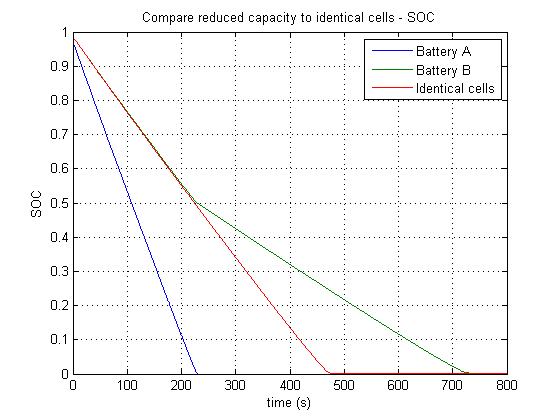 Compare reduced capacity to identical cells - SOC
1
0.9
0.8
0.7
0.6
0.5
0.4
0.3
0.2
0.1
0
SOC
Battery A
Battery B
Identical cells
0 100 200 300 400 500 600 700 800
time (s)